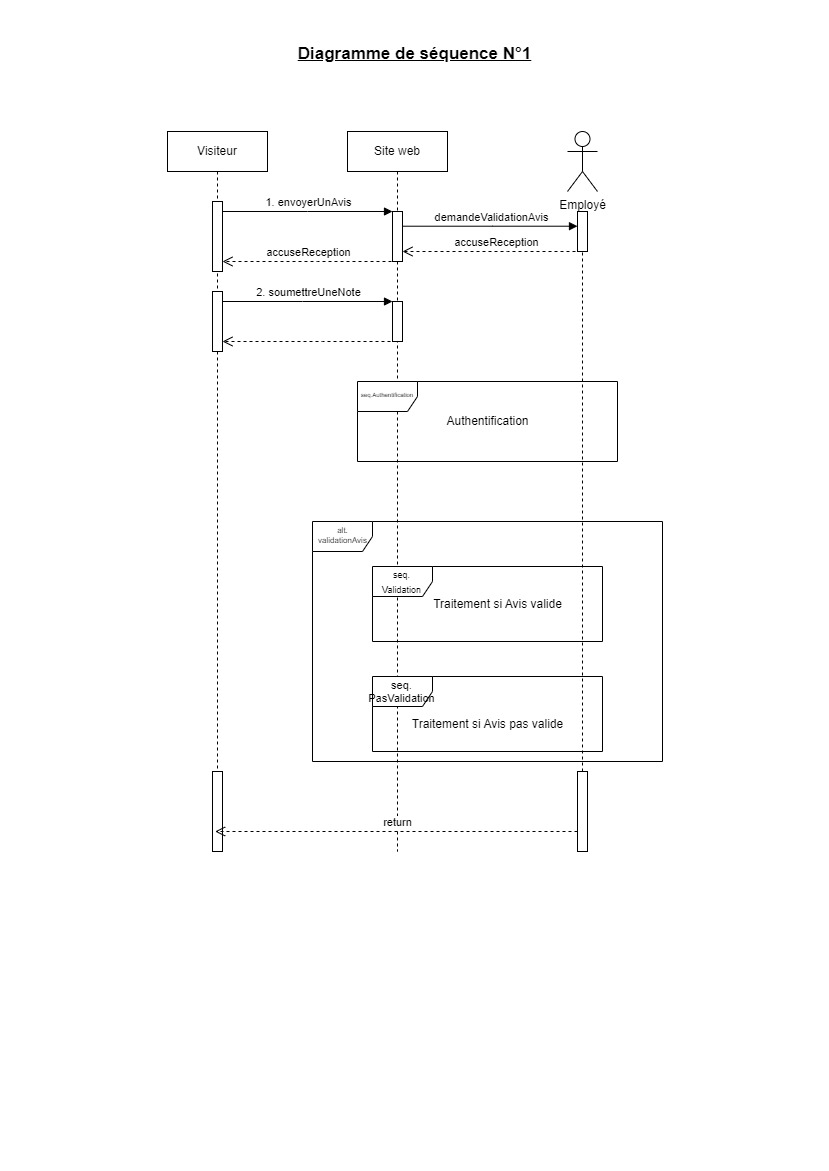 Diagramme de séquence N°1
Visiteur
Site web
Employé
1. envoyerUnAvis
demandeValidationAvis
accuseReception
accuseReception
2. soumettreUneNote
seq.Authentification
Authentification
alt.
validationAvis
seq.
Validation
Traitement si Avis valide
seq.
PasValidation
Traitement si Avis pas valide
return